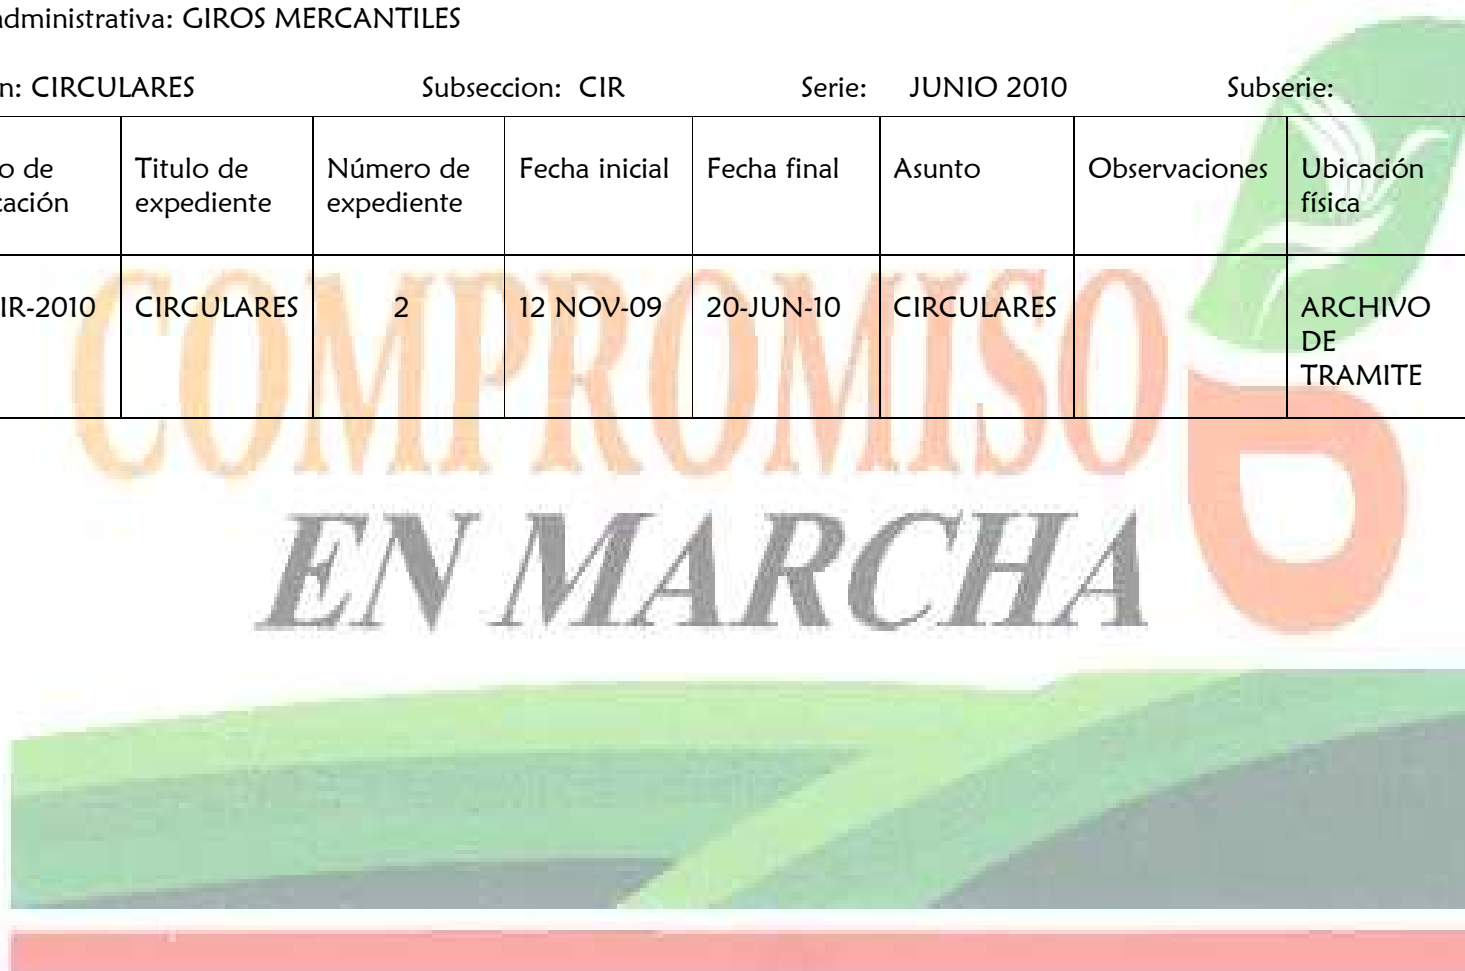 administrativa: GIROS MERCANTILES
n: CIRCULARES Subseccion: CIR Serie: JUNIO 2010 Subserie:
o de Titulo de Número de Fecha inicial Fecha final Asunto Observaciones Ubicación
cación expediente expediente física
IR-2010 CIRCULARES 2 12 NOV-09 20-JUN-10 CIRCULARES ARCHIVO
DE
TRAMITE
COMPROMISO
EN MARCHA